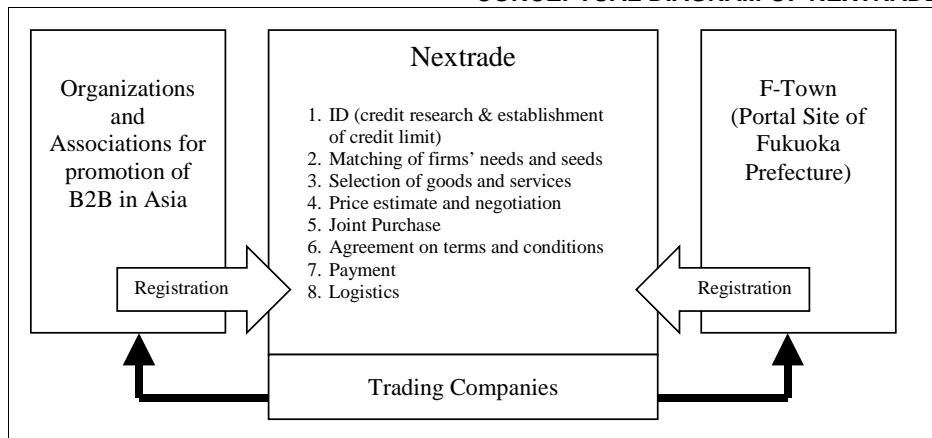 Organizations
and
Associations for
promotion of
B2B in Asia
Registration
Nextrade
1. ID (credit research & establishment
of credit limit)
2. Matching of firms’ needs and seeds
3. Selection of goods and services
4. Price estimate and negotiation
5. Joint Purchase
6. Agreement on terms and conditions
7. Payment
8. Logistics
Trading Companies
F-Town
(Portal Site of
Fukuoka
Prefecture)
Registration